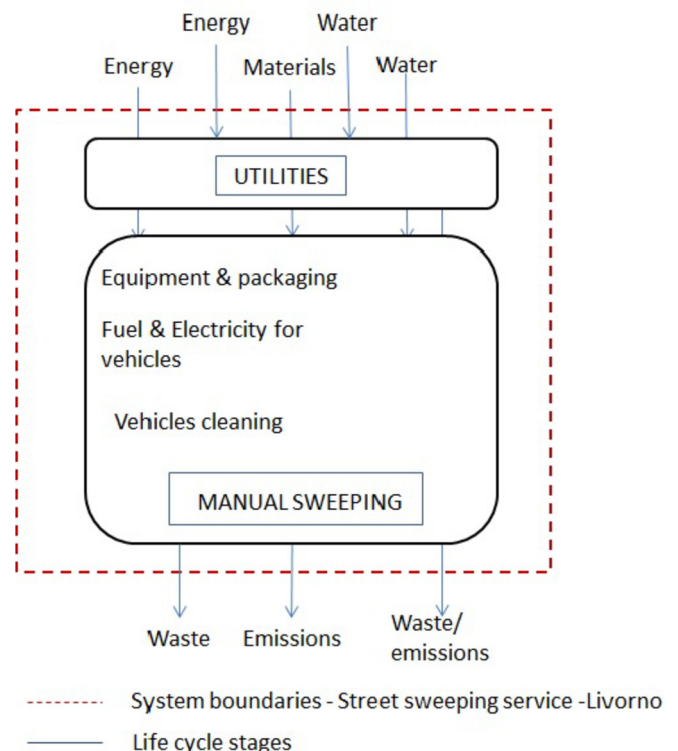 Energy
Water
Energy
Materials
Water
UTILITIES
Equipment & packaging
Fuel & Electricity for
vehicles
Vehicles cleaning
MANUAL SWEEPING
Waste
Emissions
Waste/
emissions
System boundaries - Street sweeping service -Livorno
Life cycle stages